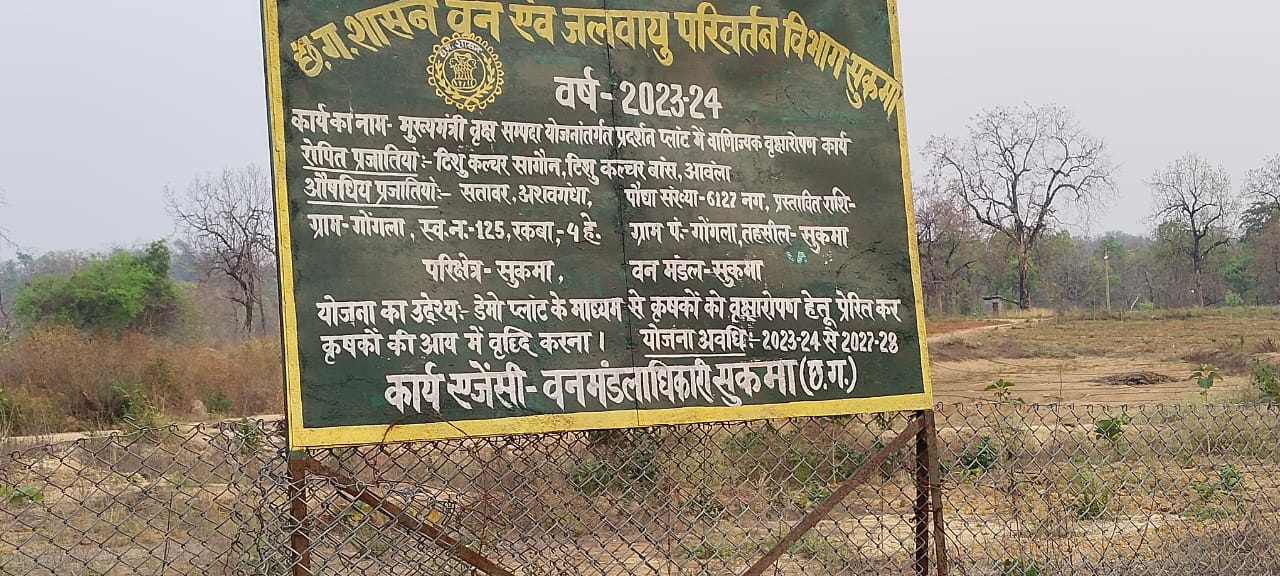 छ.ग. शासन वन एंव जलवायु परिवर्तन विभाग सुकमा
छ.ग. शासन
वर्ष- 2023-24
कार्य का नाम- मुख्यमंत्री वृक्ष सम्पदा योजनांतर्गत प्रदर्शन प्लांट में वाणिज्यिक वृक्षारोपण कार्य
रोपित प्रजातिया:- टिशु कल्चर सागौन, टिशु कल्चर बांस, आवंला
औषधिय प्रजातियाे:- सतावर, अश्वगंधा, पौधा संख्या-6127 नग, प्रस्तावित राशि-
ग्राम-गोंगला, ख.न.-125, रकबा,-4 हे. ग्राम पं:- गोंगला, तहसील- सुकमा
परिक्षेत्र- सुकमा, वन मंडल-सुकमा
योजना का उद्देश्य:- डेमो प्लांट के माध्यम से कृषकों को वृक्षारोपण हेतू प्रेरित कर
कृषकों की आय में वृद्धि करना। योजना अवधि:- 2023-24 से 2027-28
कार्य एजेंसी- वनमंडलाधिकारी सुकमा (छ.ग.)